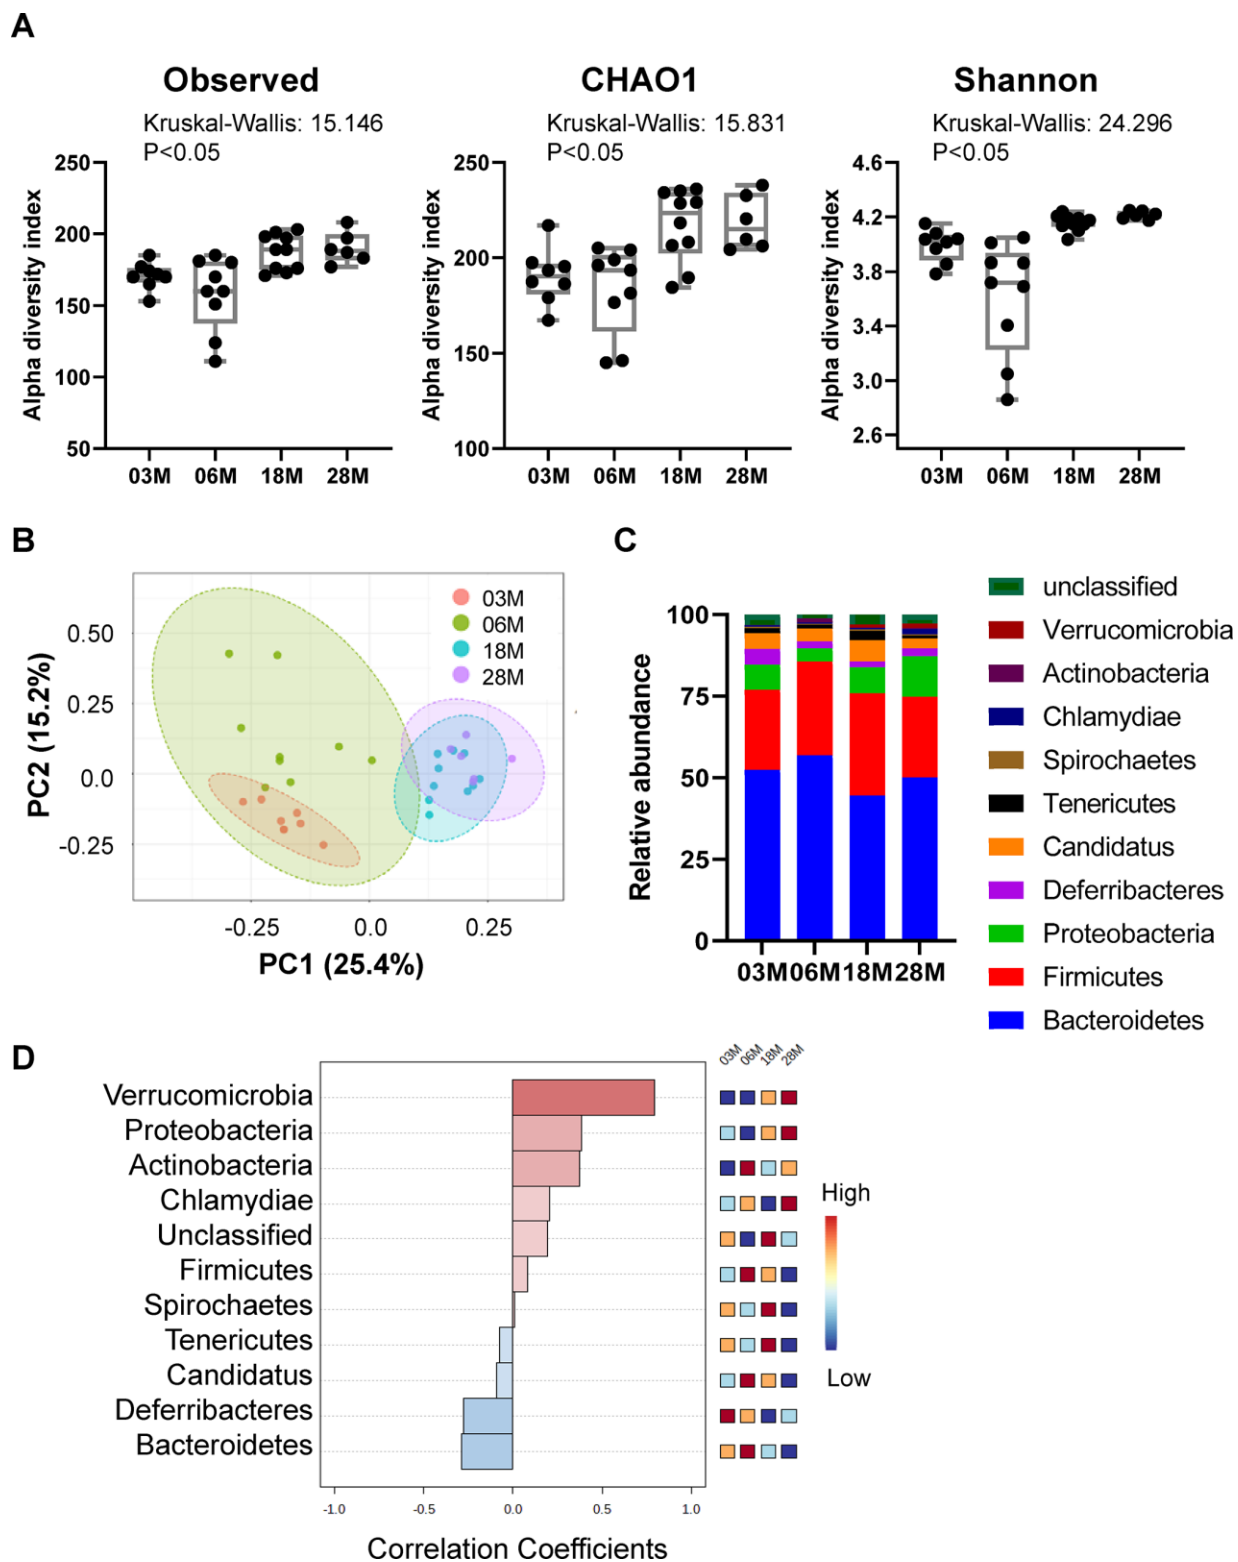 A
Observed
CHAO1
Shannon
Kruskal-Wallis: 15.146
P<0.05
Kruskal-Wallis: 15.831
P<0.05
Kruskal-Wallis: 24.296
P<0.05
Alpha diversity index
250
200
150
100
50
03M
06M
18M
28M
Alpha diversity index
250
200
150
100
03M
06M
18M
28M
Alpha diversity index
4.6
4.2
3.8
3.4
3.0
2.6
03M
06M
18M
28M
B
PC2 (15.2%)
0.50
0.25
0.0
-0.25
03M
06M
18M
28M
-0.25
0.0
0.25
PC1 (25.4%)
C
Relative abundance
100
75
50
25
0
03M
06M
18M
28M
unclassified
Verrucomicrobia
Actinobacteria
Chlamydiae
Spirochaetes
Tenericutes
Candidatus
Deferribacteres
Proteobacteria
Firmicutes
Bacteroidetes
D
03M
06M
18M
28M
Verrucomicrobia
Proteobacteria
Actinobacteria
Chlamydiae
Unclassified
Firmicutes
Spirochaetes
Tenericutes
Candidatus
Deferribacteres
Bacteroidetes
High
Low
-1.0
-0.5
0.0
0.5
1.0
Correlation Coefficients